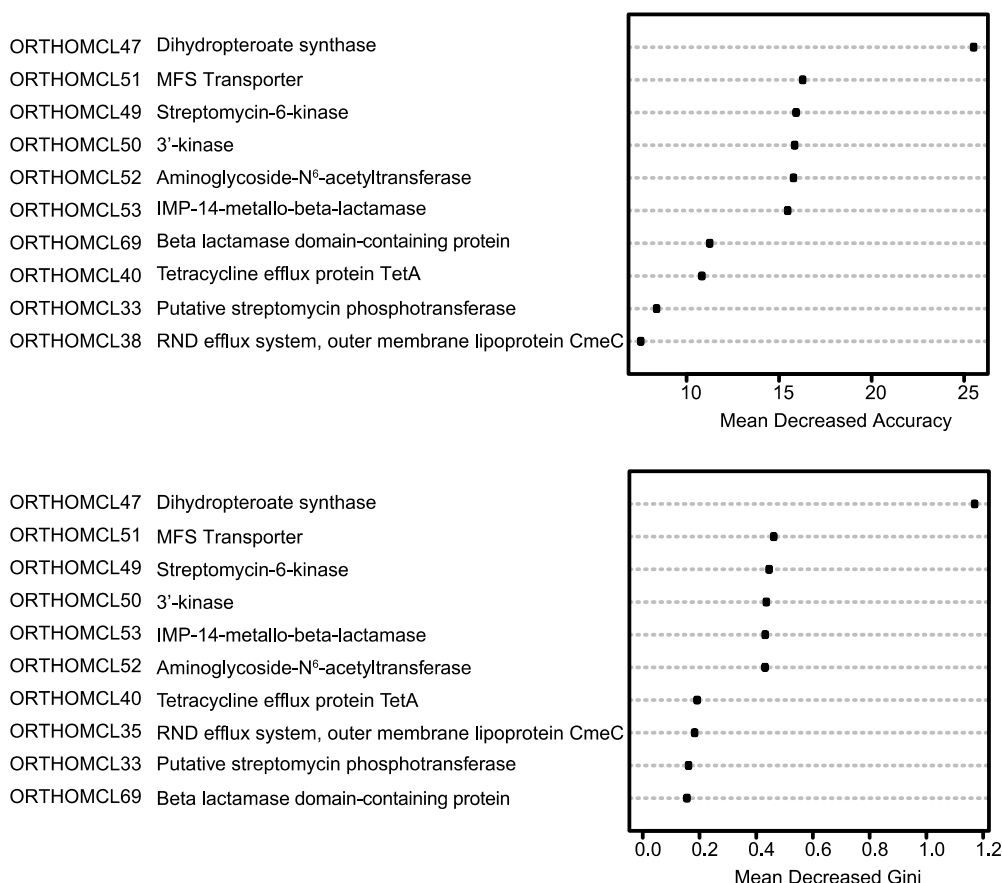 ORTHOMCL47 Dihydropteroate synthase
ORTHOMCL51 MFS Transporter
ORTHOMCL49 Streptomycin-6-kinase
ORTHOMCL50 3’-kinase
ORTHOMCL52 Aminoglycoside-N⁶-acetyltransferase
ORTHOMCL53 IMP-14-metallo-beta-lactamase
ORTHOMCL69 Beta lactamase domain-containing protein
ORTHOMCL40 Tetracycline efflux protein TetA
ORTHOMCL33 Putative streptomycin phosphotransferase
ORTHOMCL38 RND efflux system, outer membrane lipoprotein CmeC
10 15 20 25
Mean Decreased Accuracy
ORTHOMCL47 Dihydropteroate synthase
ORTHOMCL51 MFS Transporter
ORTHOMCL49 Streptomycin-6-kinase
ORTHOMCL50 3’-kinase
ORTHOMCL53 IMP-14-metallo-beta-lactamase
ORTHOMCL52 Aminoglycoside-N⁶-acetyltransferase
ORTHOMCL40 Tetracycline efflux protein TetA
ORTHOMCL35 RND efflux system, outer membrane lipoprotein CmeC
ORTHOMCL33 Putative streptomycin phosphotransferase
ORTHOMCL69 Beta lactamase domain-containing protein
0.0 0.2 0.4 0.6 0.8 1.0 1.2
Mean Decreased Gini